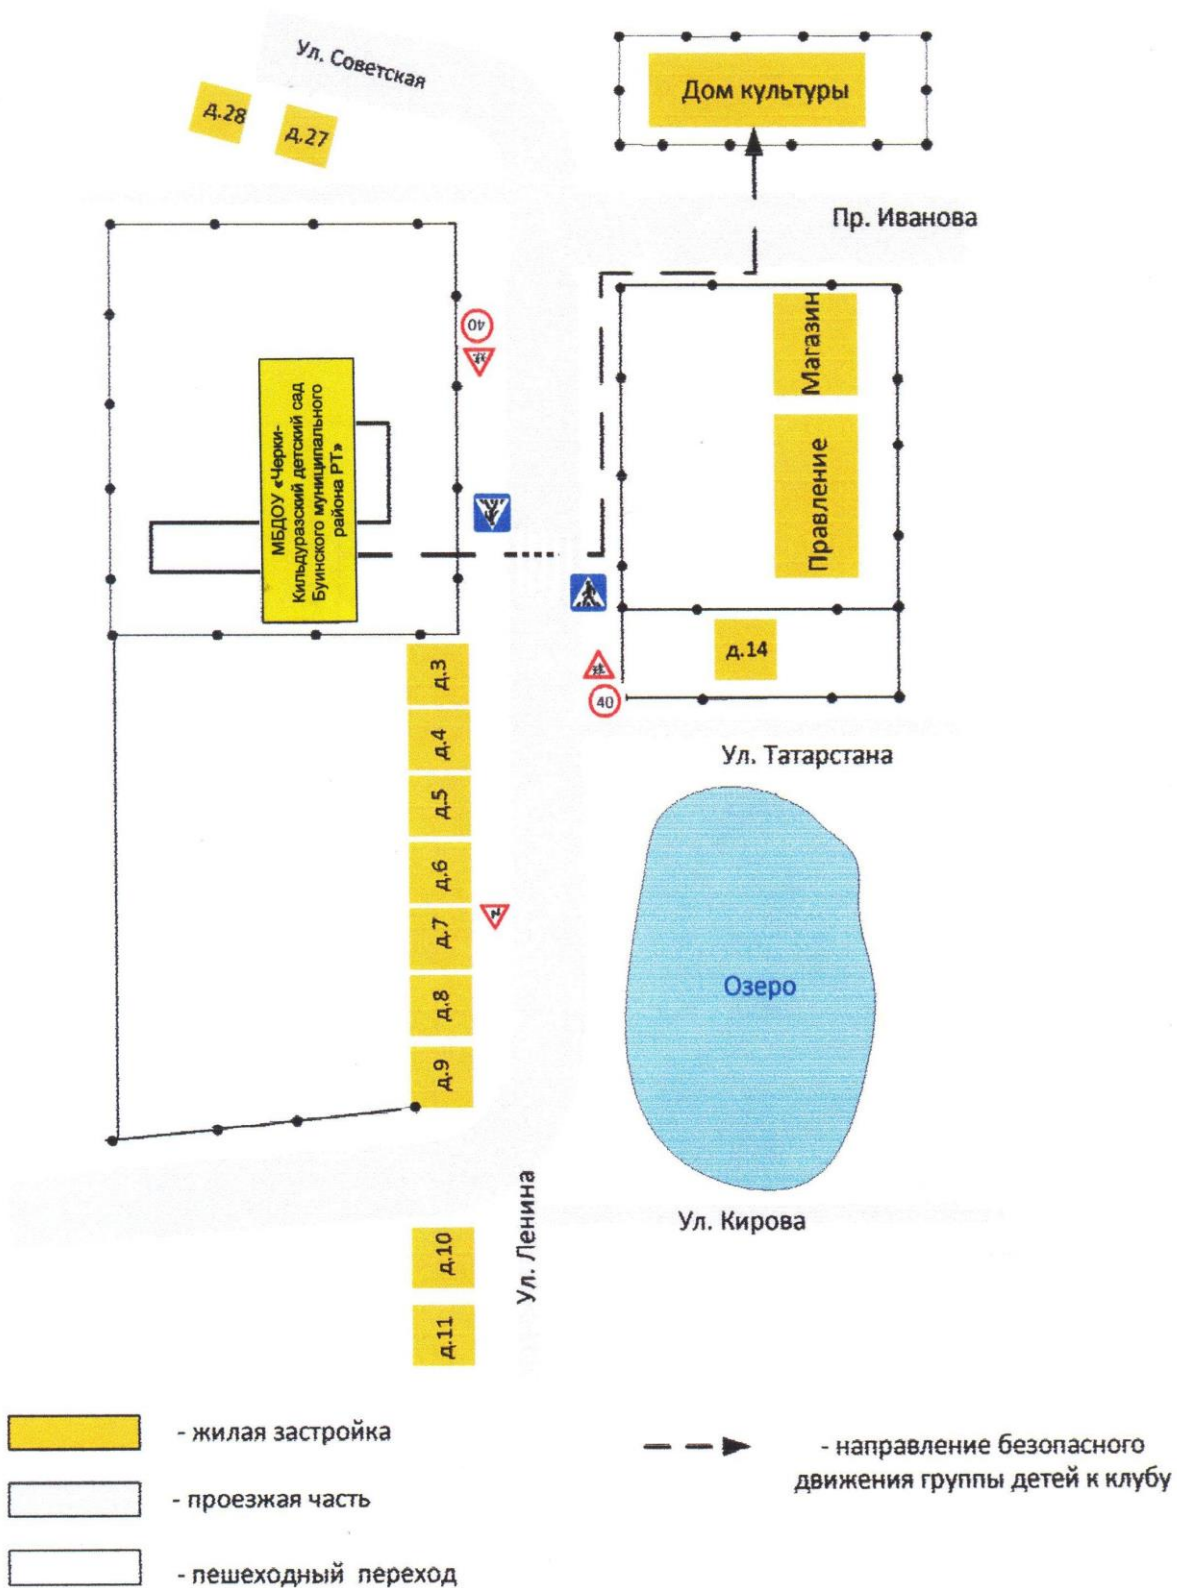 Ул. Советская
Дом культуры
д.28
д.27
Пр. Иванова
40
Магазин
МБДОУ «Черки-
Кильдуразский детский сад
Буинского муниципального
района РТ»
Правление
д.14
д.3
40
д.4
Ул. Татарстана
д.5
д.6
д.7
Озеро
д.8
д.9
Ул. Ленина
Ул. Кирова
д.10
д.11
- жилая застройка
- проезжая часть
- пешеходный переход
- направление безопасного
движения группы детей к клубу